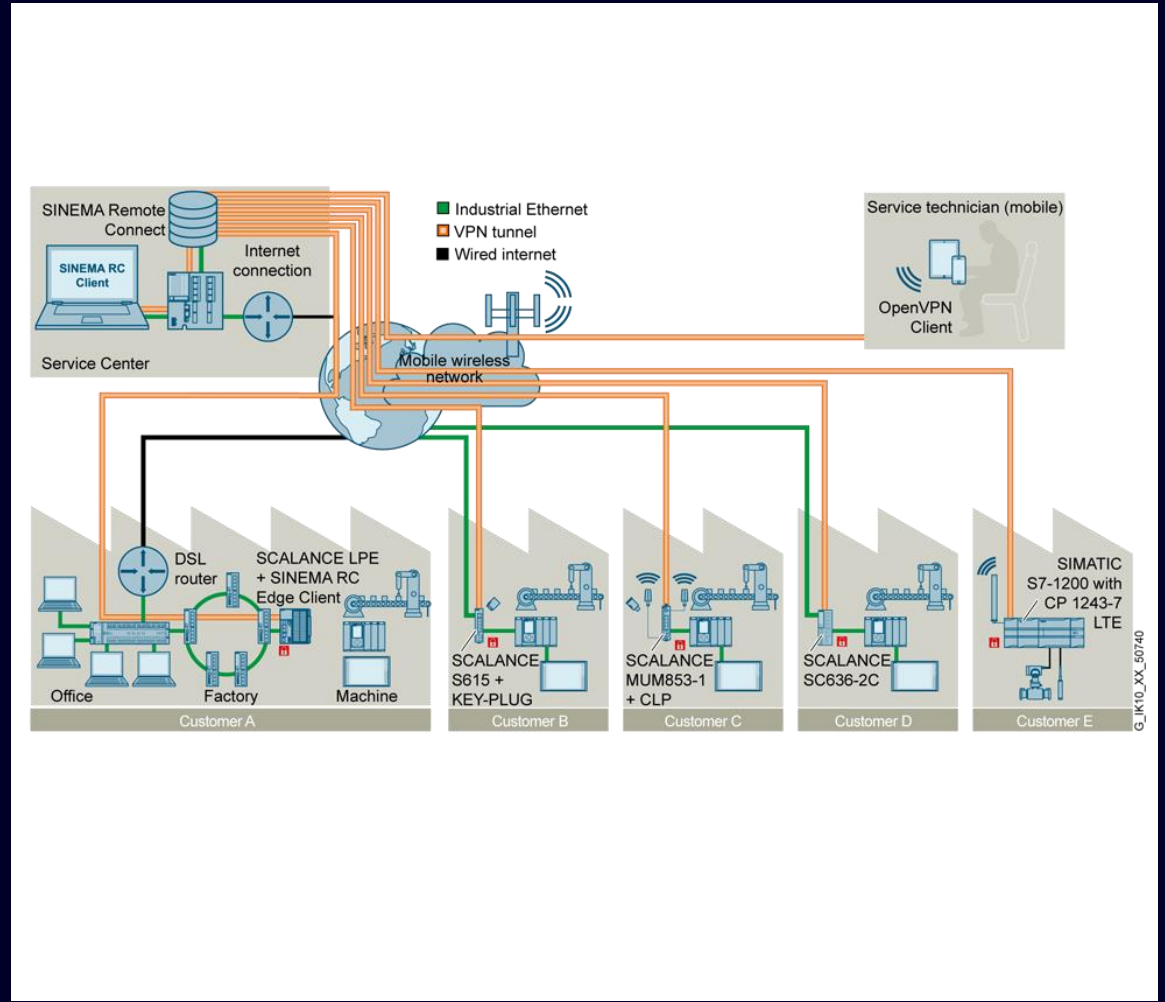 SINEMA Remote
Connect
Internet
connection
SINEMA RC
Client
Service Center
Industrial Ethernet
VPN tunnel
Wired internet
Service technician (mobile)
OpenVPN
Client
Mobile wireless
network
DSL
router
SCALANCE LPE
+ SINEMA RC
Edge Client
Office
Factory
Machine
Customer A
SCALANCE
S615 +
KEY-PLUG
Customer B
SCALANCE
MUM853-1
+ CLP
Customer C
SCALANCE
SC636-2C
Customer D
SIMATIC
S7-1200 with
CP 1243-7
LTE
Customer E
G_IK10_XX_50740